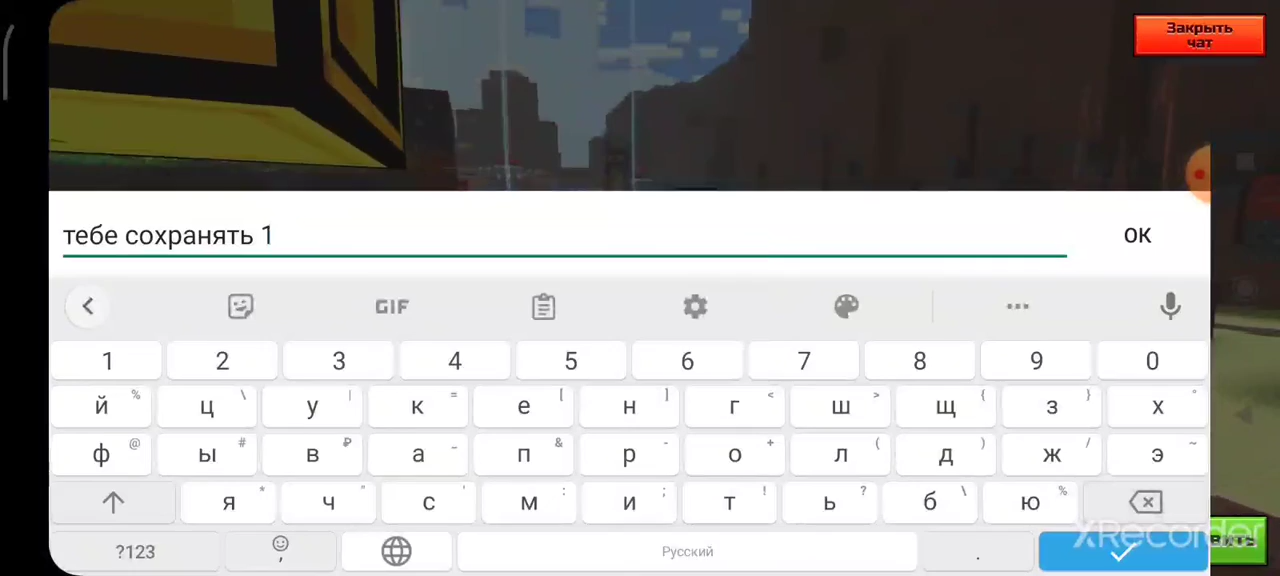 Закрыть
чат
тебе сохранять 1
ОК
GIF
1 2 3 4 5 6 7 8 9 0
% \ | = [ ] < > { } °
й ц у к е н г ш щ з х
@ # ₽ _ & - + ( ) / ~
ф ы в а п р о л д ж э
* " ' : ; ! ? \ %
я ч с м и т ь б ю
XRecorder
?123 , Русский .